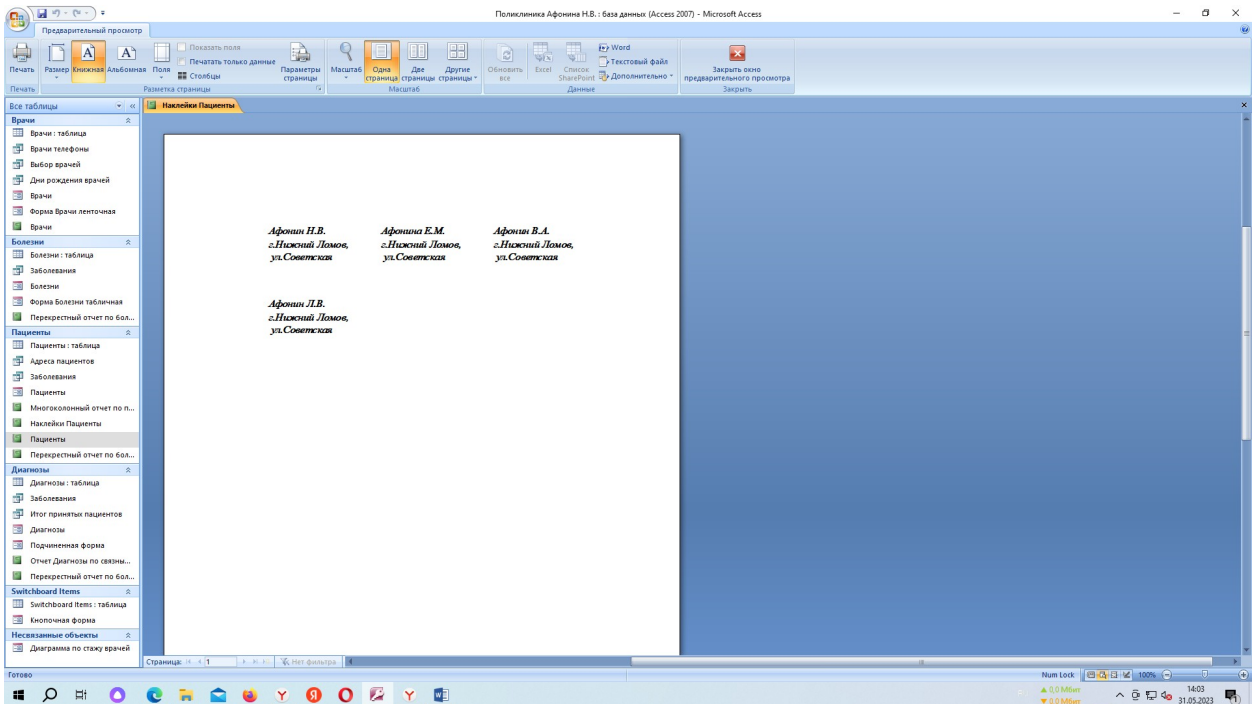 Поликлиника Афонина Н.В. : база данных (Access 2007) - Microsoft Access
Предварительный просмотр
Печать
Размер
Книжная
Альбомная
Поля
Показать поля
Печатать только данные
Столбцы
Параметры страницы
Масштаб
Одна страница
Две страницы
Другие страницы
Обновить все
Excel
Список SharePoint
Word
Текстовый файл
Дополнительно
Закрыть окно предварительного просмотра
Печать
Разметка страницы
Масштаб
Данные
Закрыть
Все таблицы
Наклейки Пациенты
Врачи
Врачи : таблица
Врачи телефоны
Выбор врачей
Дни рождения врачей
Врачи
Форма Врачи ленточная
Врачи
Болезни
Болезни : таблица
Заболевания
Болезни
Форма Болезни табличная
Перекрестный отчет по бол...
Пациенты
Пациенты : таблица
Адреса пациентов
Заболевания
Пациенты
Многоколонный отчет по п...
Наклейки Пациенты
Пациенты
Перекрестный отчет по бол...
Диагнозы
Диагнозы : таблица
Заболевания
Итог принятых пациентов
Диагнозы
Подчиненная форма
Отчет Диагнозы по связны...
Перекрестный отчет по бол...
Switchboard Items
Switchboard Items : таблица
Кнопочная форма
Несвязанные объекты
Диаграмма по стажу врачей
Афонин Н.В.
г.Нижний Ломов,
ул.Советская
Афонина Е.М.
г.Нижний Ломов,
ул.Советская
Афонин В.А.
г.Нижний Ломов,
ул.Советская
Афонин Л.В.
г.Нижний Ломов,
ул.Советская
Страница: 1
Нет фильтра
Готово
Num Lock
100%
0,0 Мбит
0,0 Мбит
14:03
31.05.2023